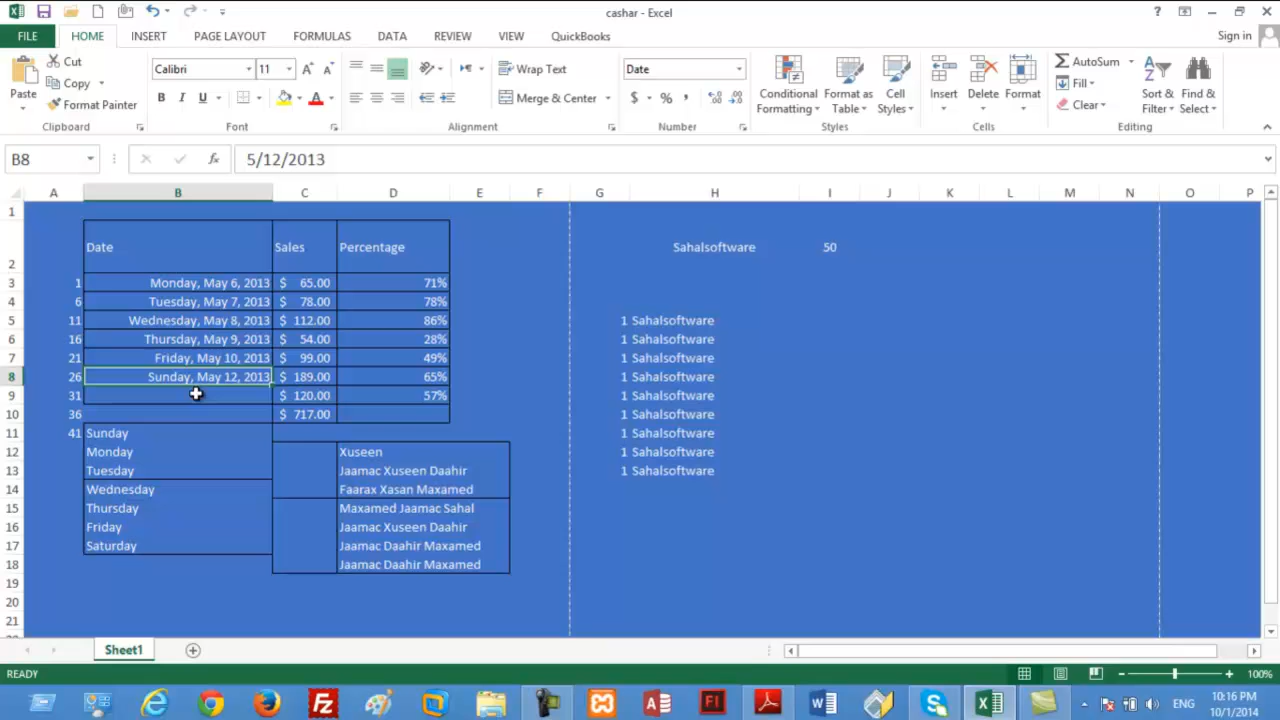 cashar - Excel
?
FILE HOME INSERT PAGE LAYOUT FORMULAS DATA REVIEW VIEW QuickBooks Sign in
Paste
Cut
Copy
Format Painter
Clipboard
Calibri 11
B I U
Font
Wrap Text
Merge & Center
Alignment
Date
$ % ,
Number
Conditional Formatting
Format as Table
Cell Styles
Styles
Insert Delete Format
Cells
AutoSum
Fill
Clear
Sort & Filter
Find & Select
Editing
B8 fx 5/12/2013
A B C D E F G H I J K L M N O P
1
2 Date Sales Percentage Sahalsoftware 50
3 1 Monday, May 6, 2013 $ 65.00 71%
4 6 Tuesday, May 7, 2013 $ 78.00 78%
5 11 Wednesday, May 8, 2013 $ 112.00 86% 1 Sahalsoftware
6 16 Thursday, May 9, 2013 $ 54.00 28% 1 Sahalsoftware
7 21 Friday, May 10, 2013 $ 99.00 49% 1 Sahalsoftware
8 26 Sunday, May 12, 2013 $ 189.00 65% 1 Sahalsoftware
9 31 $ 120.00 57% 1 Sahalsoftware
10 36 $ 717.00 1 Sahalsoftware
11 41 Sunday 1 Sahalsoftware
12 Monday Xuseen 1 Sahalsoftware
13 Tuesday Jaamac Xuseen Daahir 1 Sahalsoftware
14 Wednesday Faarax Xasan Maxamed
15 Thursday Maxamed Jaamac Sahal
16 Friday Jaamac Xuseen Daahir
17 Saturday Jaamac Daahir Maxamed
18 Jaamac Daahir Maxamed
19
20
21
Sheet1
READY 100%
ENG 10:16 PM
10/1/2014